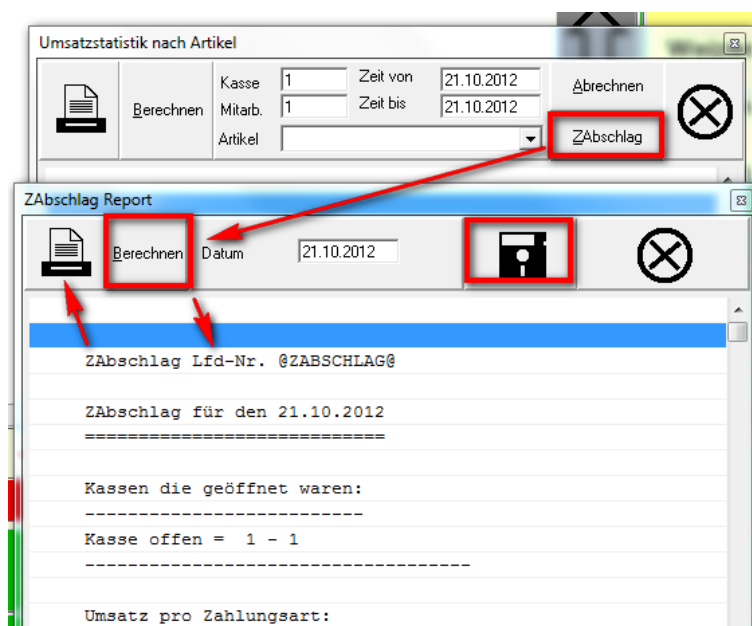 Umsatzstatistik nach Artikel
Berechnen
Kasse 1 Zeit von 21.10.2012
Mitarb. 1 Zeit bis 21.10.2012
Artikel
Abrechnen
ZAbschlag
ZAbschlag Report
Berechnen Datum 21.10.2012
ZAbschlag Lfd-Nr. @ZABSCHLAG@
ZAbschlag für den 21.10.2012
============================
Kassen die geöffnet waren:
--------------------------
Kasse offen = 1 - 1
------------------------------------
Umsatz pro Zahlungsart: